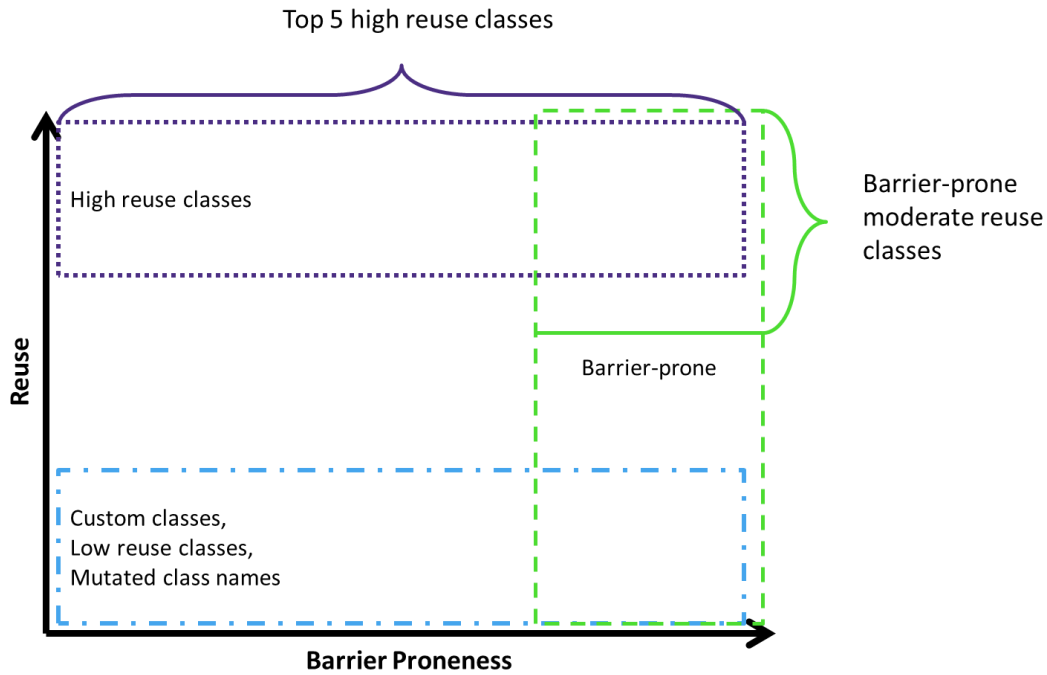 Top 5 high reuse classes
High reuse classes
Barrier-prone
moderate reuse
classes
Barrier-prone
Reuse
Custom classes,
Low reuse classes,
Mutated class names
Barrier Proneness